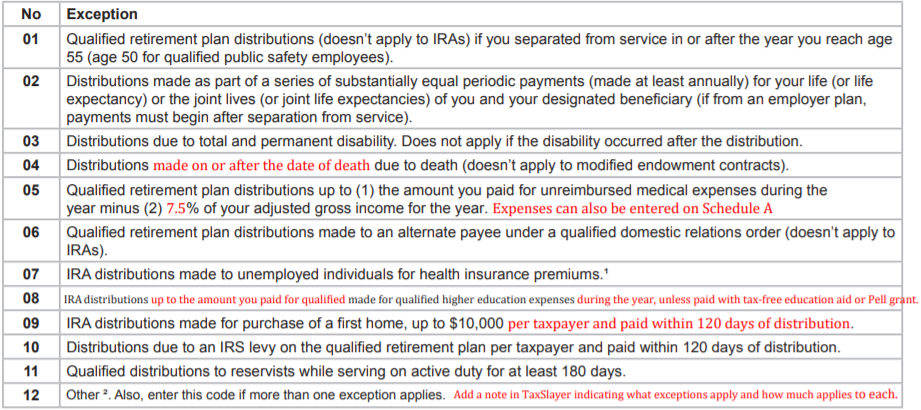 No Exception
01 Qualified retirement plan distributions (doesn't apply to IRAs) if you separated from service in or after the year you reach age
55 (age 50 for qualified public safety employees).
02 Distributions made as part of a series of substantially equal periodic payments (made at least annually) for your life (or life
expectancy) or the joint lives (or joint life expectancies) of you and your designated beneficiary (if from an employer plan,
payments must begin after separation from service).
03 Distributions due to total and permanent disability. Does not apply if the disability occurred after the distribution.
04 Distributions made on or after the date of death due to death (doesn't apply to modified endowment contracts).
05 Qualified retirement plan distributions up to (1) the amount you paid for unreimbursed medical expenses during the
year minus (2) 7.5% of your adjusted gross income for the year. Expenses can also be entered on Schedule A
06 Qualified retirement plan distributions made to an alternate payee under a qualified domestic relations order (doesn't apply to
IRAs).
07 IRA distributions made to unemployed individuals for health insurance premiums.¹
08 IRA distributions up to the amount you paid for qualified made for qualified higher education expenses during the year, unless paid with tax-free education aid or Pell grant.
09 IRA distributions made for purchase of a first home, up to $10,000 per taxpayer and paid within 120 days of distribution.
10 Distributions due to an IRS levy on the qualified retirement plan per taxpayer and paid within 120 days of distribution.
11 Qualified distributions to reservists while serving on active duty for at least 180 days.
12 Other ². Also, enter this code if more than one exception applies. Add a note in TaxSlayer indicating what exceptions apply and how much applies to each.